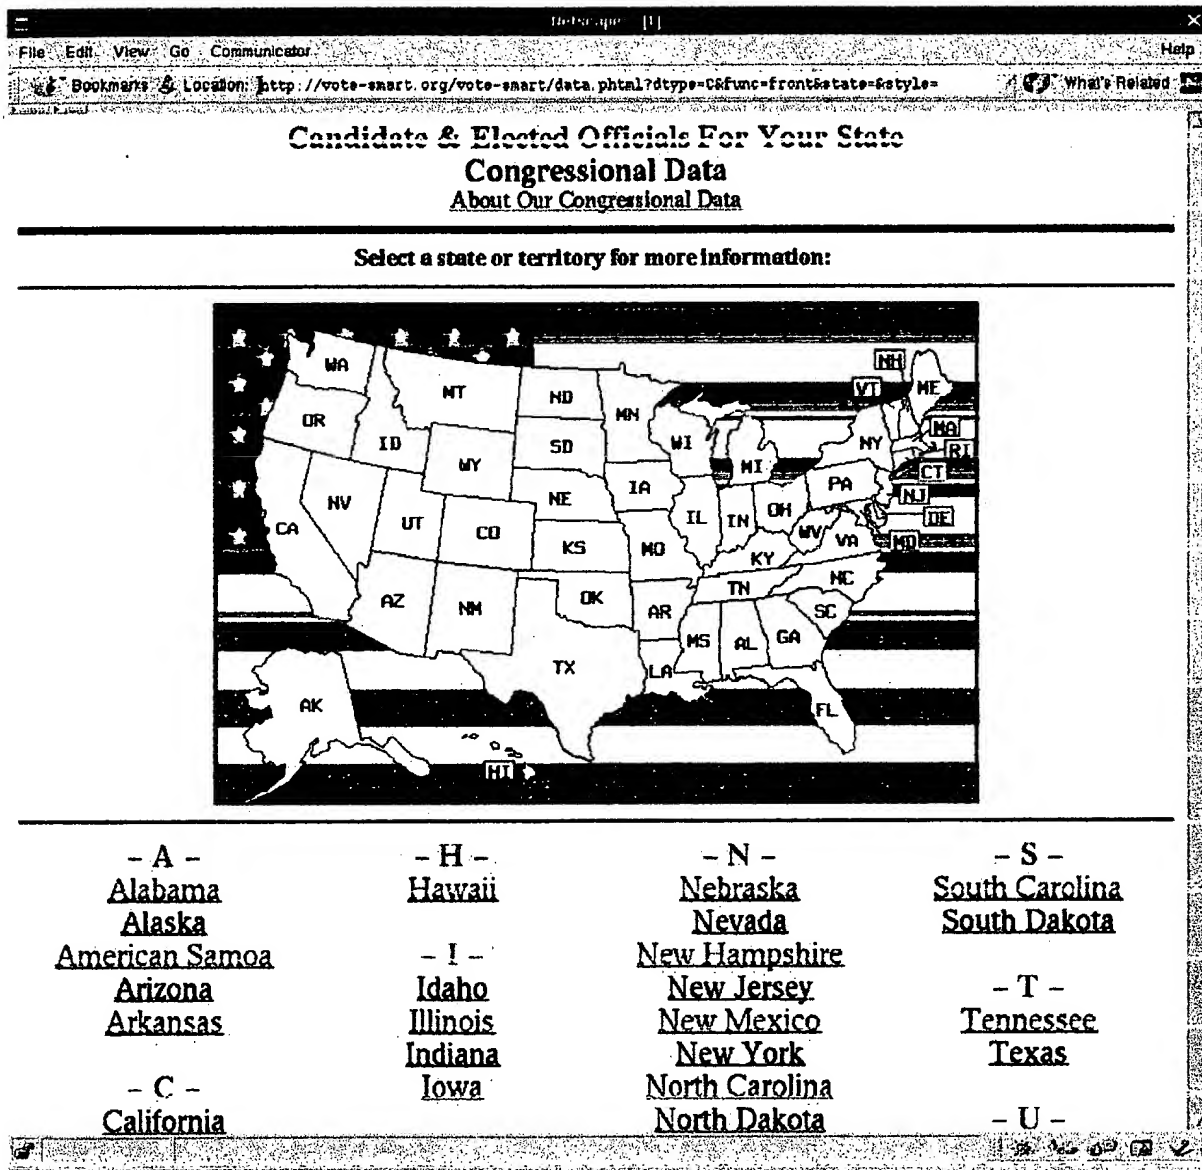 Netscape: [1]
File Edit View Go Communicator Help
Bookmarks Location: http://vote-smart.org/vote-smart/data.phtml?dtype=C&func=front&state=&style= What's Related
Candidate & Elected Officials For Your State
Congressional Data
About Our Congressional Data
Select a state or territory for more information:
WA MT ND MN NH VT ME
OR ID SD WI MI NY MA RI
WY IA PA CT
NV NE NJ
CA UT CO IL IN OH DE
KS MO WV VA MD
KY
AZ NM OK AR TN NC
SC
TX MS AL GA
LA
AK FL
HI
– A –
Alabama
Alaska
American Samoa
Arizona
Arkansas
– C –
California
– H –
Hawaii
– I –
Idaho
Illinois
Indiana
Iowa
– N –
Nebraska
Nevada
New Hampshire
New Jersey
New Mexico
New York
North Carolina
North Dakota
– S –
South Carolina
South Dakota
– T –
Tennessee
Texas
– U –